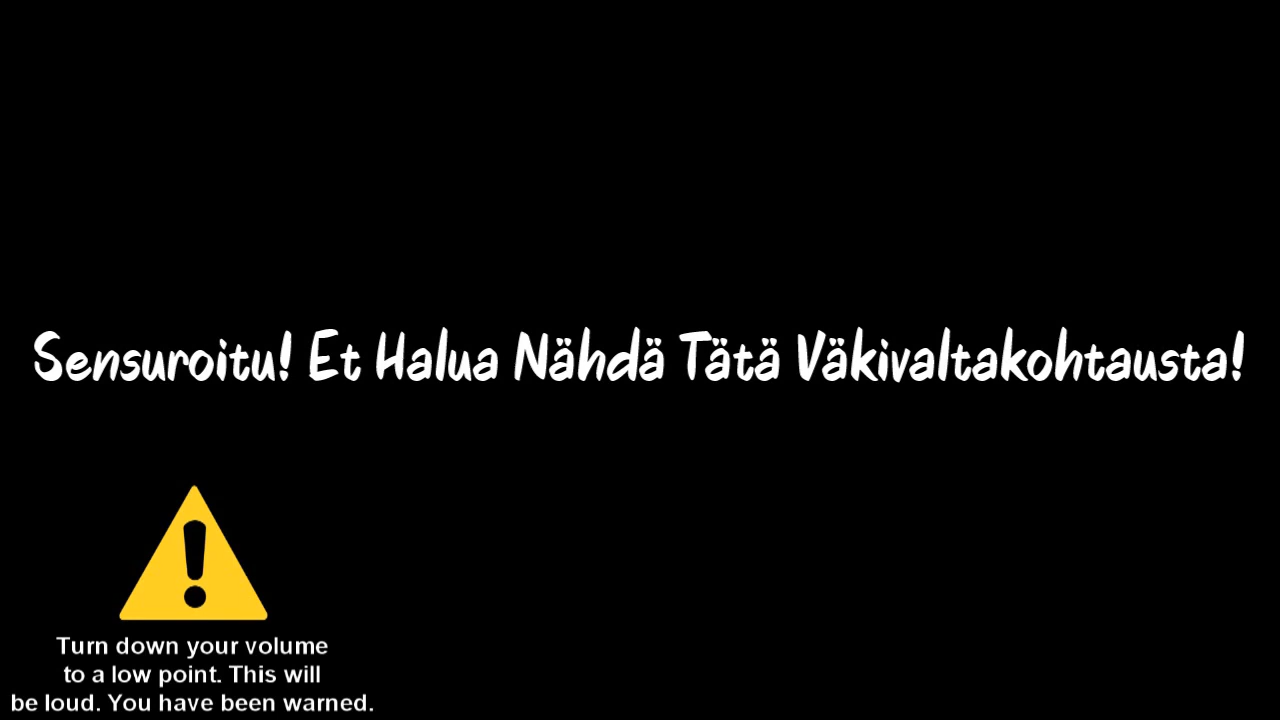 Sensuroitu! Et Halua Nähdä Tätä Väkivaltakohtausta!
Turn down your volume
to a low point. This will
be loud. You have been warned.